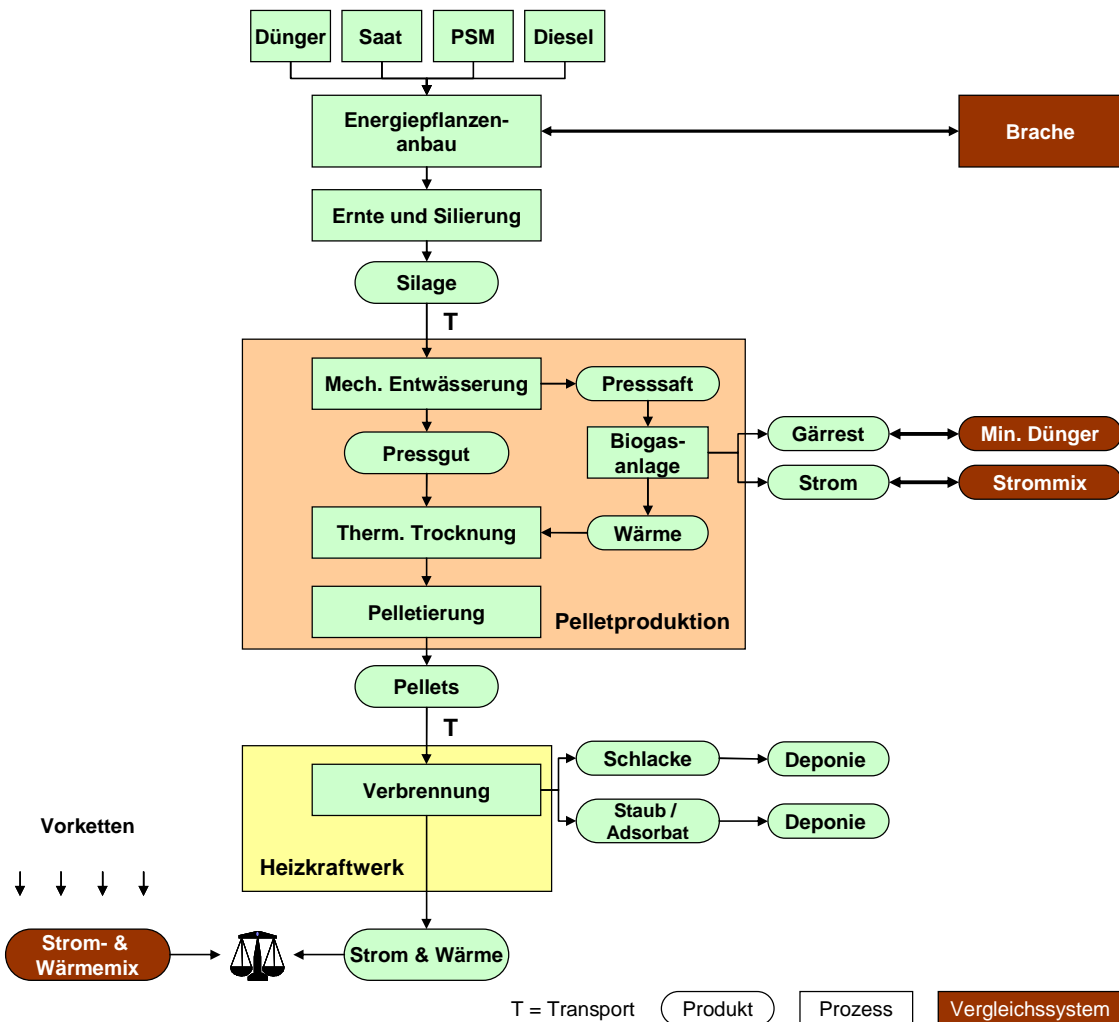 Dünger
Saat
PSM
Diesel
Energiepflanzen-
anbau
Brache
Ernte und Silierung
Silage
T
Mech. Entwässerung
Presssaft
Pressgut
Biogas-
anlage
Gärrest
Min. Dünger
Strom
Strommix
Therm. Trocknung
Wärme
Pelletierung
Pelletproduktion
Pellets
T
Verbrennung
Schlacke
Deponie
Staub /
Adsorbat
Deponie
Heizkraftwerk
Vorketten
Strom- &
Wärmemix
Strom & Wärme
T = Transport
Produkt
Prozess
Vergleichssystem